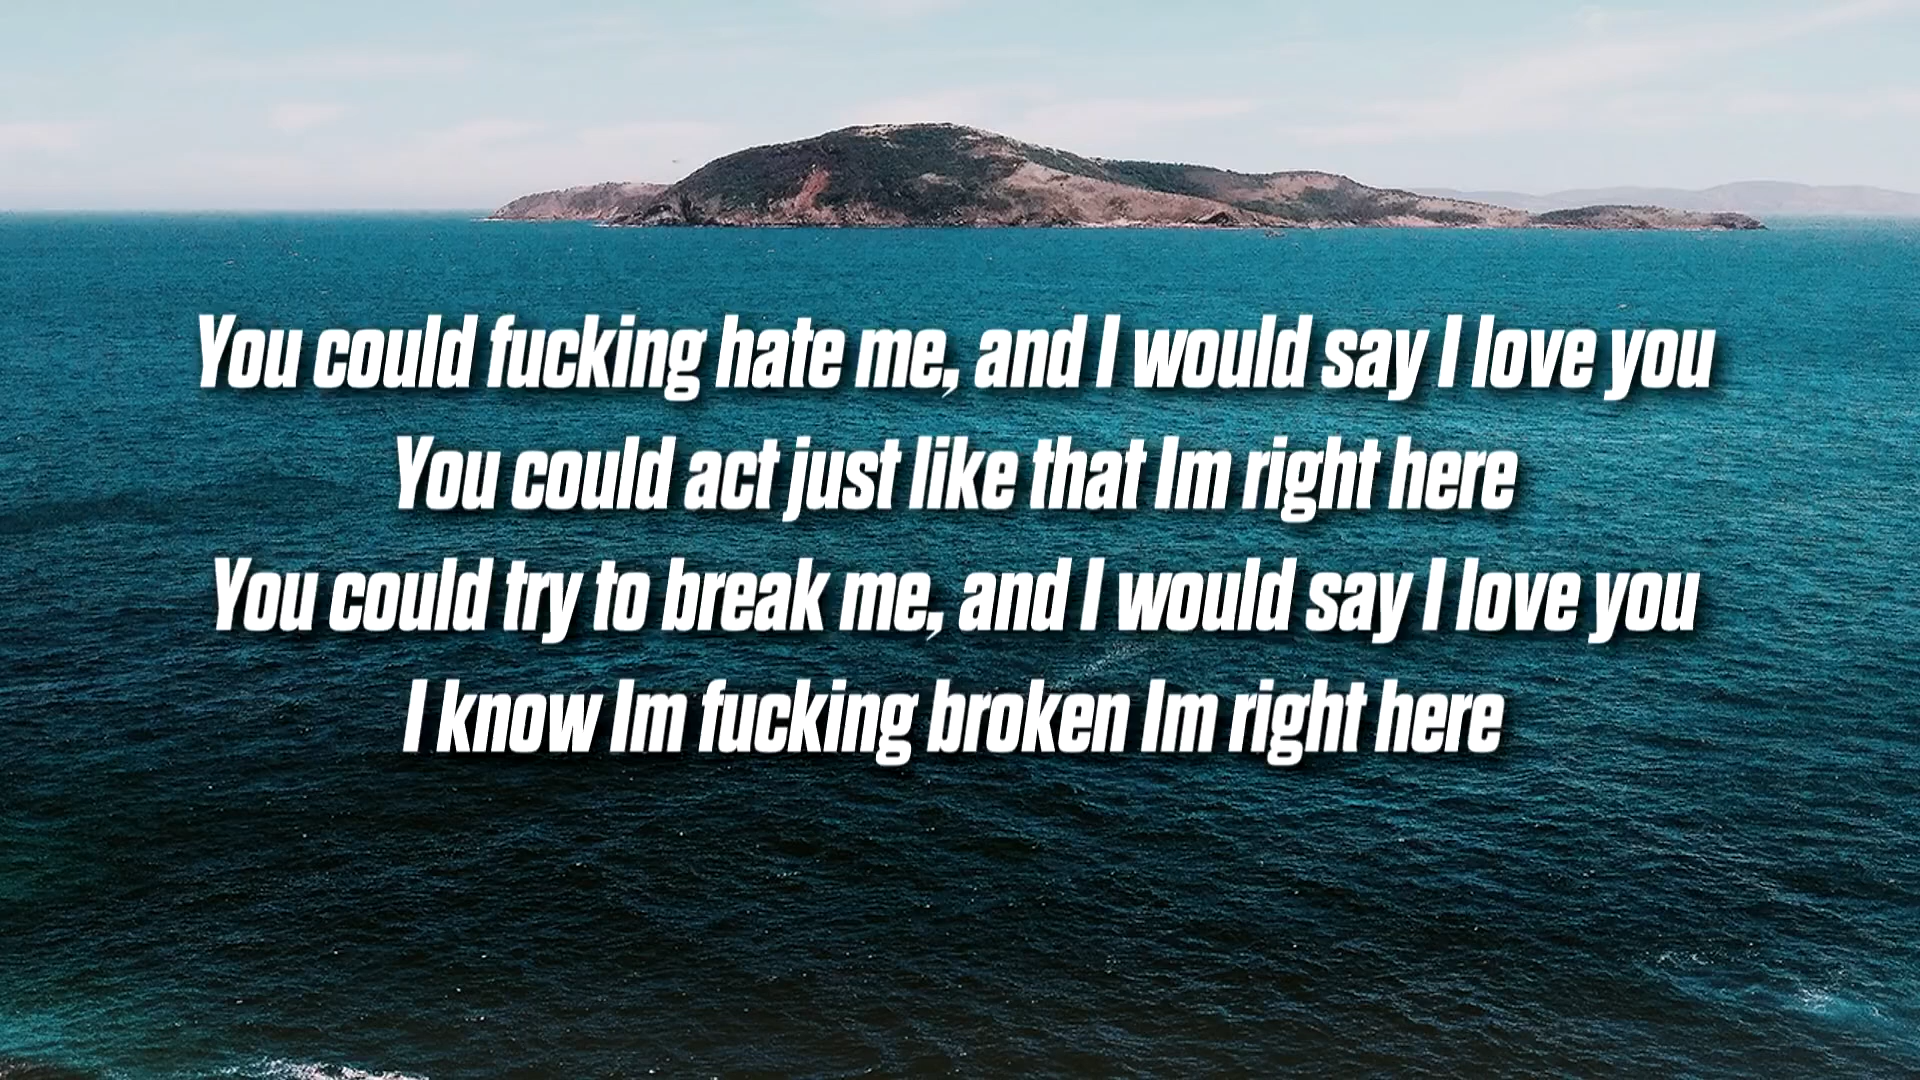 You could fucking hate me, and I would say I love you
You could act just like that Im right here
You could try to break me, and I would say I love you
I know Im fucking broken Im right here